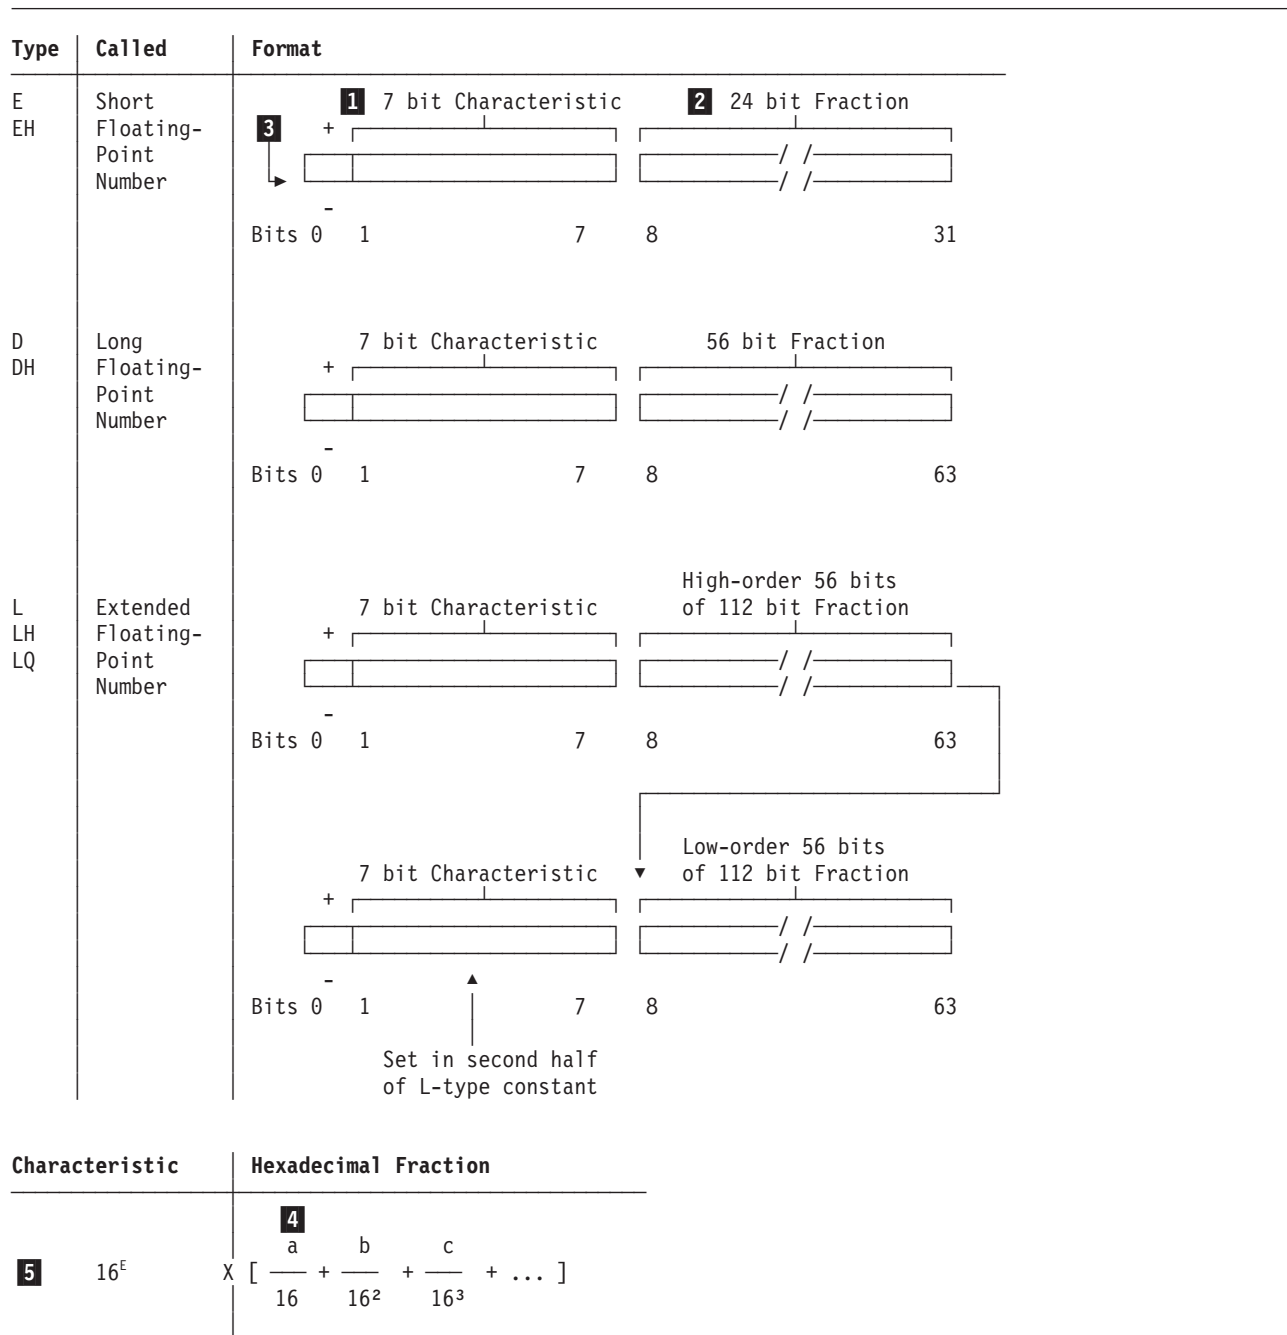 Type Called Format
E Short 1 7 bit Characteristic 2 24 bit Fraction
EH Floating- 3 +
Point / /
Number / /
-
Bits 0 1 7 8 31
D Long 7 bit Characteristic 56 bit Fraction
DH Floating- +
Point / /
Number / /
-
Bits 0 1 7 8 63
High-order 56 bits
L Extended 7 bit Characteristic of 112 bit Fraction
LH Floating- +
LQ Point / /
Number / /
-
Bits 0 1 7 8 63
Low-order 56 bits
7 bit Characteristic of 112 bit Fraction
+
/ /
/ /
-
Bits 0 1 7 8 63
Set in second half
of L-type constant
Characteristic Hexadecimal Fraction
4
a b c
5 16ᴱ X [ — + — + — + ... ]
16 16² 16³